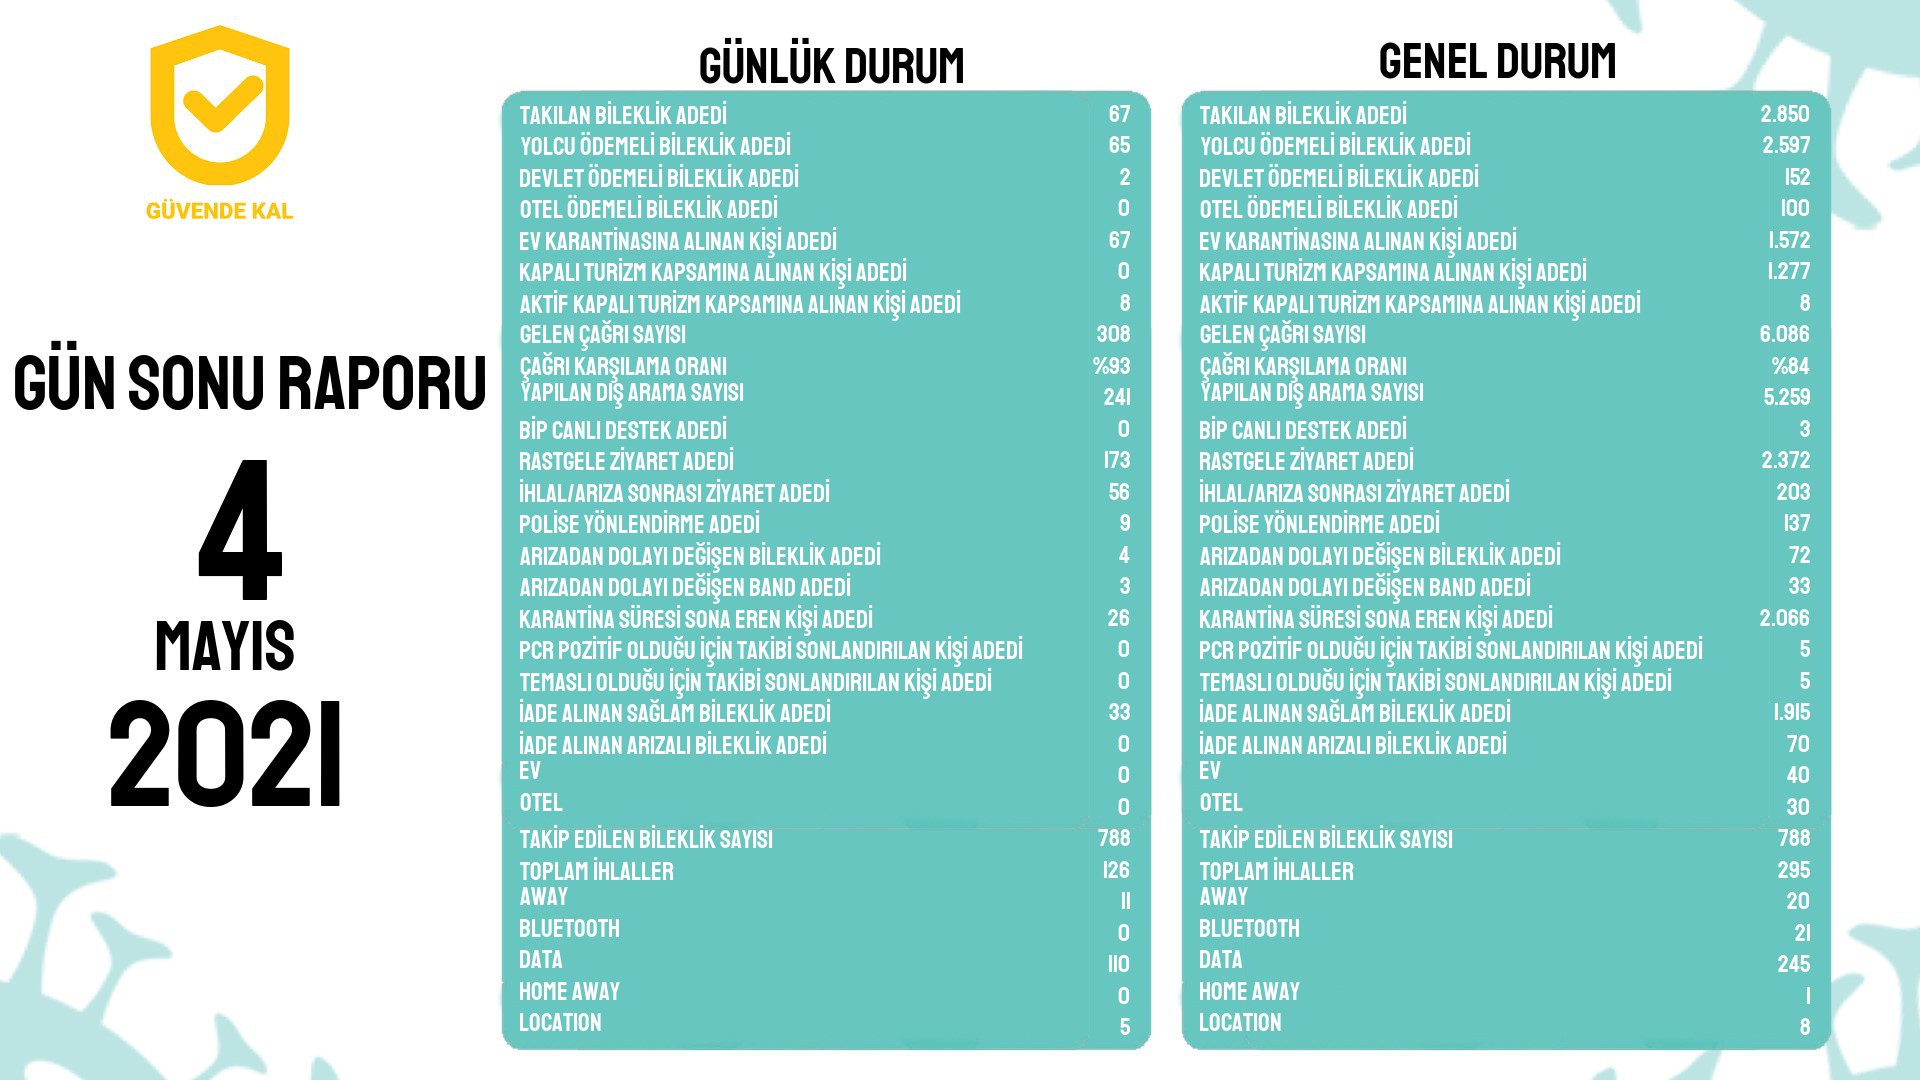 GÜVENDE KAL
GÜN SONU RAPORU
4
MAYIS
2021
GÜNLÜK DURUM
TAKILAN BİLEKLİK ADEDİ 67
YOLCU ÖDEMELİ BİLEKLİK ADEDİ 65
DEVLET ÖDEMELİ BİLEKLİK ADEDİ 2
OTEL ÖDEMELİ BİLEKLİK ADEDİ 0
EV KARANTİNASINA ALINAN KİŞİ ADEDİ 67
KAPALI TURİZM KAPSAMINA ALINAN KİŞİ ADEDİ 0
AKTİF KAPALI TURİZM KAPSAMINA ALINAN KİŞİ ADEDİ 8
GELEN ÇAĞRI SAYISI 308
ÇAĞRI KARŞILAMA ORANI %93
YAPILAN DIŞ ARAMA SAYISI 241
BİP CANLI DESTEK ADEDİ 0
RASTGELE ZİYARET ADEDİ 173
İHLAL/ARIZA SONRASI ZİYARET ADEDİ 56
POLİSE YÖNLENDİRME ADEDİ 9
ARIZADAN DOLAYI DEĞİŞEN BİLEKLİK ADEDİ 4
ARIZADAN DOLAYI DEĞİŞEN BAND ADEDİ 3
KARANTİNA SÜRESİ SONA EREN KİŞİ ADEDİ 26
PCR POZİTİF OLDUĞU İÇİN TAKİBİ SONLANDIRILAN KİŞİ ADEDİ 0
TEMASLI OLDUĞU İÇİN TAKİBİ SONLANDIRILAN KİŞİ ADEDİ 0
İADE ALINAN SAĞLAM BİLEKLİK ADEDİ 33
İADE ALINAN ARIZALI BİLEKLİK ADEDİ 0
EV 0
OTEL 0
TAKİP EDİLEN BİLEKLİK SAYISI 788
TOPLAM İHLALLER 126
AWAY 11
BLUETOOTH 0
DATA 110
HOME AWAY 0
LOCATION 5
GENEL DURUM
TAKILAN BİLEKLİK ADEDİ 2.850
YOLCU ÖDEMELİ BİLEKLİK ADEDİ 2.597
DEVLET ÖDEMELİ BİLEKLİK ADEDİ 152
OTEL ÖDEMELİ BİLEKLİK ADEDİ 100
EV KARANTİNASINA ALINAN KİŞİ ADEDİ 1.572
KAPALI TURİZM KAPSAMINA ALINAN KİŞİ ADEDİ 1.277
AKTİF KAPALI TURİZM KAPSAMINA ALINAN KİŞİ ADEDİ 8
GELEN ÇAĞRI SAYISI 6.086
ÇAĞRI KARŞILAMA ORANI %84
YAPILAN DIŞ ARAMA SAYISI 5.259
BİP CANLI DESTEK ADEDİ 3
RASTGELE ZİYARET ADEDİ 2.372
İHLAL/ARIZA SONRASI ZİYARET ADEDİ 203
POLİSE YÖNLENDİRME ADEDİ 137
ARIZADAN DOLAYI DEĞİŞEN BİLEKLİK ADEDİ 72
ARIZADAN DOLAYI DEĞİŞEN BAND ADEDİ 33
KARANTİNA SÜRESİ SONA EREN KİŞİ ADEDİ 2.066
PCR POZİTİF OLDUĞU İÇİN TAKİBİ SONLANDIRILAN KİŞİ ADEDİ 5
TEMASLI OLDUĞU İÇİN TAKİBİ SONLANDIRILAN KİŞİ ADEDİ 5
İADE ALINAN SAĞLAM BİLEKLİK ADEDİ 1.915
İADE ALINAN ARIZALI BİLEKLİK ADEDİ 70
EV 40
OTEL 30
TAKİP EDİLEN BİLEKLİK SAYISI 788
TOPLAM İHLALLER 295
AWAY 20
BLUETOOTH 21
DATA 245
HOME AWAY 1
LOCATION 8